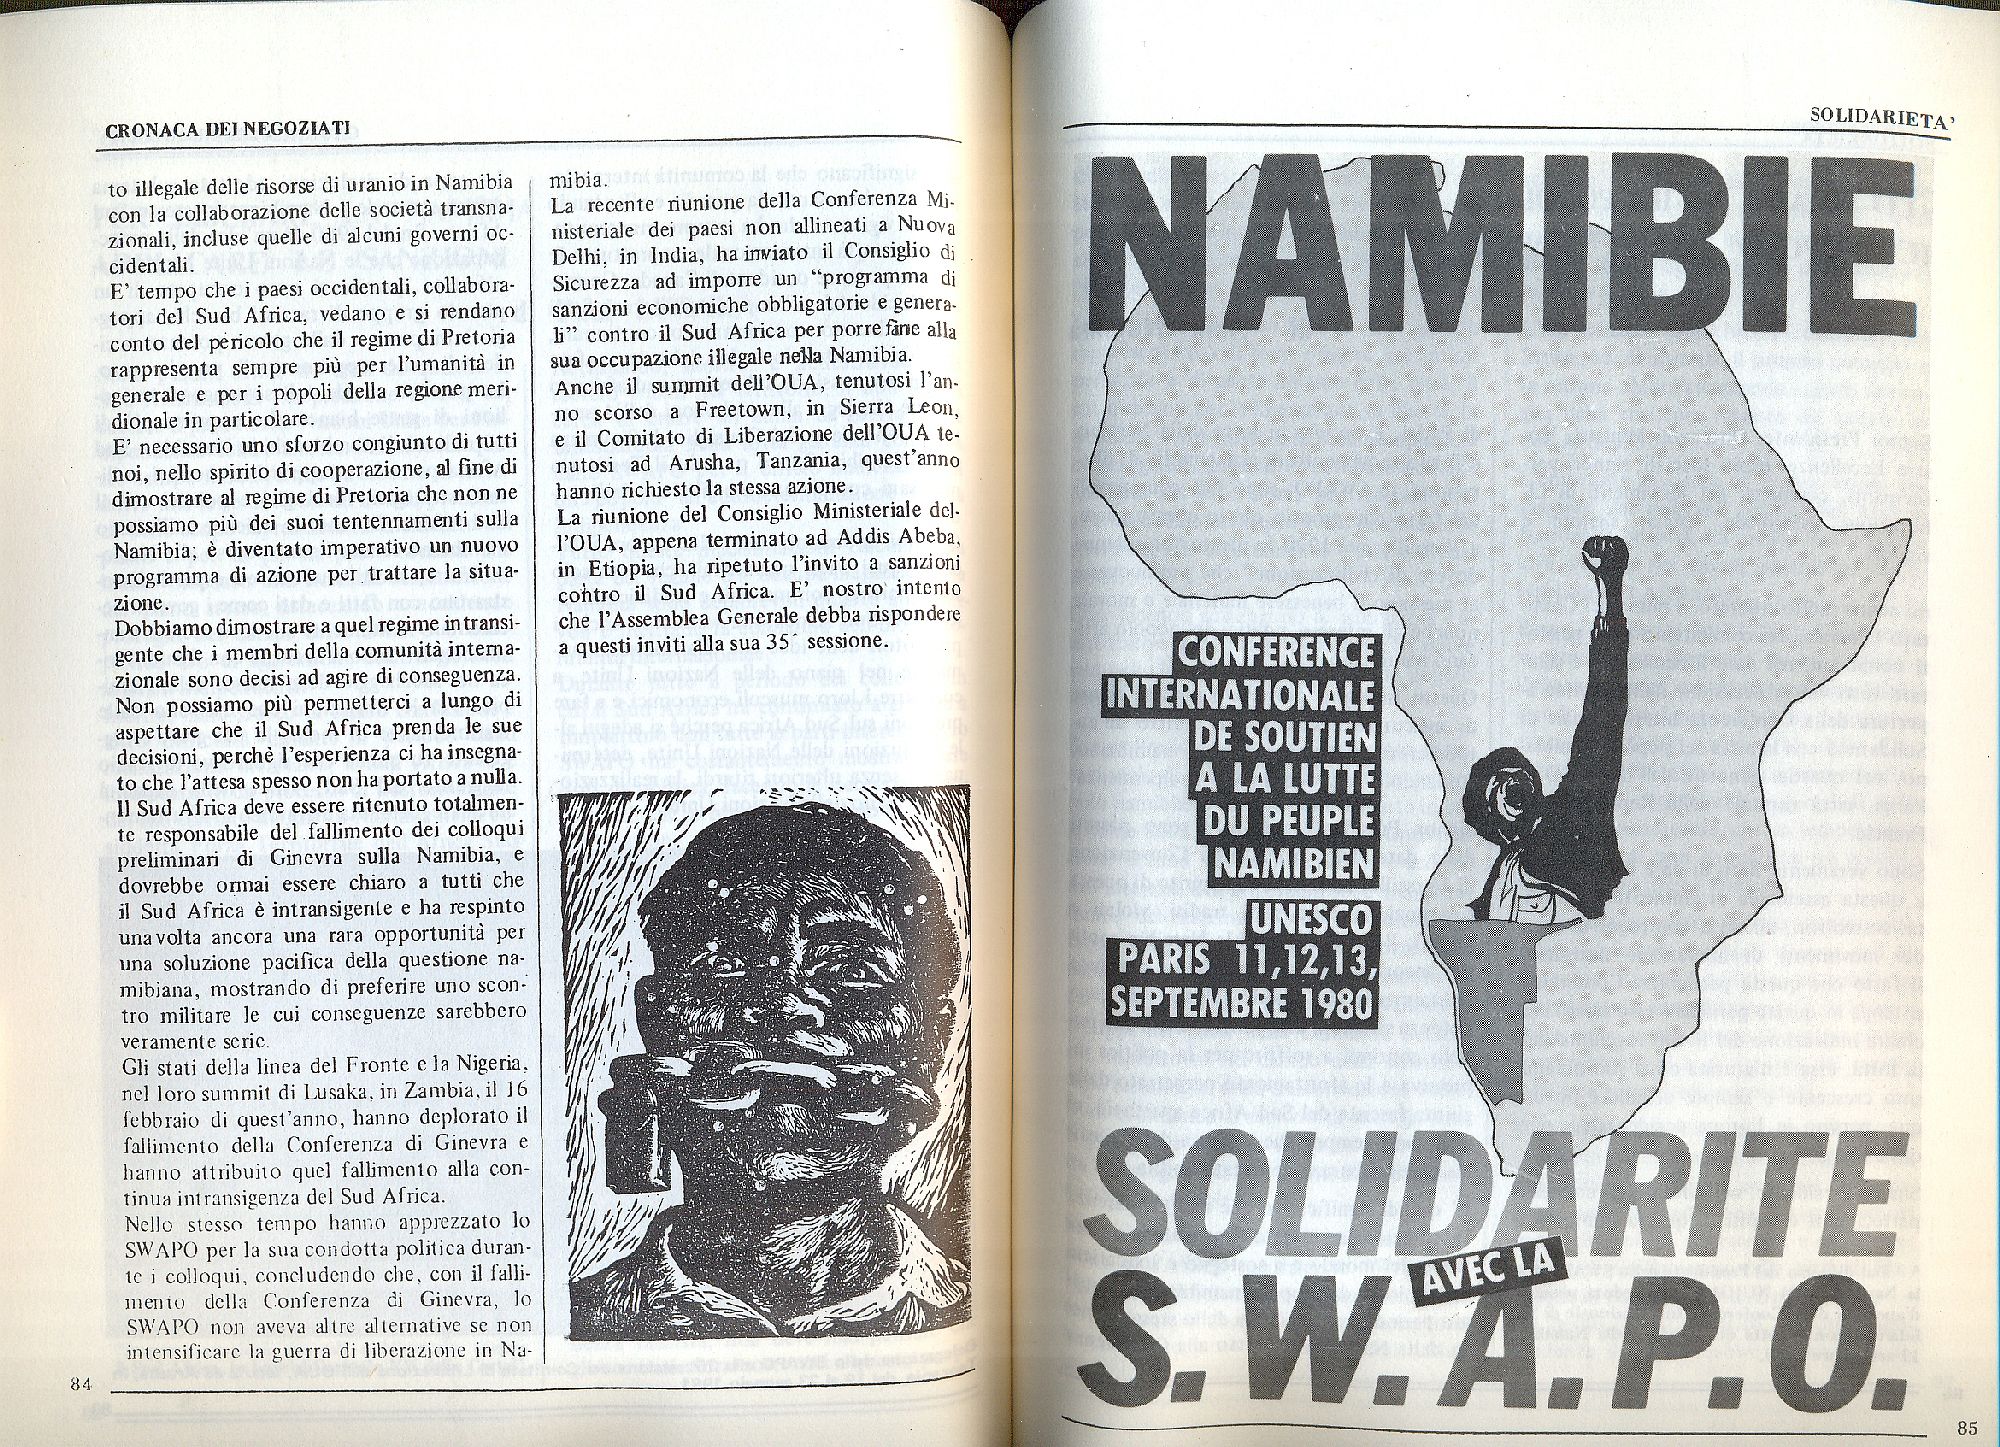 CRONACA DEI NEGOZIATI
to illegale delle risorse di uranio in Namibia
con la collaborazione delle società transna-
zionali, incluse quelle di alcuni governi oc-
cidentali.
E' tempo che i paesi occidentali, collabora-
tori del Sud Africa, vedano e si rendano
conto del pericolo che il regime di Pretoria
rappresenta sempre più per l'umanità in
generale e per i popoli della regione meri-
dionale in particolare.
E' necessario uno sforzo congiunto di tutti
noi, nello spirito di cooperazione, al fine di
dimostrare al regime di Pretoria che non ne
possiamo più dei suoi tentennamenti sulla
Namibia; è diventato imperativo un nuovo
programma di azione per trattare la situa-
zione.
Dobbiamo dimostrare a quel regime intransi-
gente che i membri della comunità interna-
zionale sono decisi ad agire di conseguenza.
Non possiamo più permetterci a lungo di
aspettare che il Sud Africa prenda le sue
decisioni, perchè l'esperienza ci ha insegna-
to che l'attesa spesso non ha portato a nulla.
Il Sud Africa deve essere ritenuto totalmen-
te responsabile del fallimento dei colloqui
preliminari di Ginevra sulla Namibia, e
dovrebbe ormai essere chiaro a tutti che
il Sud Africa è intransigente e ha respinto
una volta ancora una rara opportunità per
una soluzione pacifica della questione na-
mibiana, mostrando di preferire uno scon-
tro militare le cui conseguenze sarebbero
veramente serie.
Gli stati della linea del Fronte e la Nigeria,
nel loro summit di Lusaka, in Zambia, il 16
febbraio di quest'anno, hanno deplorato il
fallimento della Conferenza di Ginevra e
hanno attribuito quel fallimento alla con-
tinua intransigenza del Sud Africa.
Nello stesso tempo hanno apprezzato lo
SWAPO per la sua condotta politica duran-
te i colloqui, concludendo che, con il falli-
mento della Conferenza di Ginevra, lo
SWAPO non aveva altre alternative se non
intensificare la guerra di liberazione in Na-
mibia.
La recente riunione della Conferenza Mi-
nisteriale dei paesi non allineati a Nuova
Delhi, in India, ha inviato il Consiglio di
Sicurezza ad imporre un "programma di
sanzioni economiche obbligatorie e genera-
li" contro il Sud Africa per porre fine alla
sua occupazione illegale nella Namibia.
Anche il summit dell'OUA, tenutosi l'an-
no scorso a Freetown, in Sierra Leon,
e il Comitato di Liberazione dell'OUA te-
nutosi ad Arusha, Tanzania, quest'anno
hanno richiesto la stessa azione.
La riunione del Consiglio Ministeriale del-
l'OUA, appena terminato ad Addis Abeba,
in Etiopia, ha ripetuto l'invito a sanzioni
contro il Sud Africa. E' nostro intento
che l'Assemblea Generale debba rispondere
a questi inviti alla sua 35ª sessione.
84
SOLIDARIETA'
NAMIBIE
CONFERENCE
INTERNATIONALE
DE SOUTIEN
A LA LUTTE
DU PEUPLE
NAMIBIEN
UNESCO
PARIS 11,12,13,
SEPTEMBRE 1980
SOLIDARITE
AVEC LA
S.W.A.P.O.
85